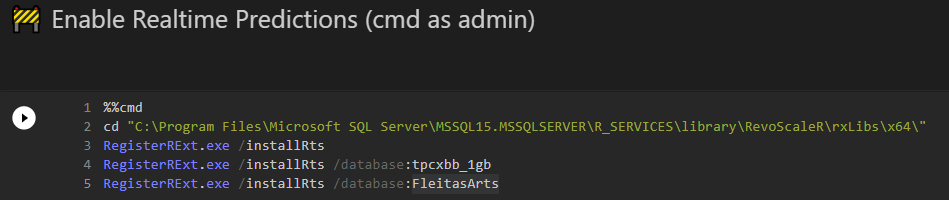 🚧 Enable Realtime Predictions (cmd as admin)
1 %%cmd
2 cd "C:\Program Files\Microsoft SQL Server\MSSQL15.MSSQLSERVER\R_SERVICES\library\RevoScaleR\rxLibs\x64\"
3 RegisterRExt.exe /installRts
4 RegisterRExt.exe /installRts /database:tpcxbb_1gb
5 RegisterRExt.exe /installRts /database:FleitasArts